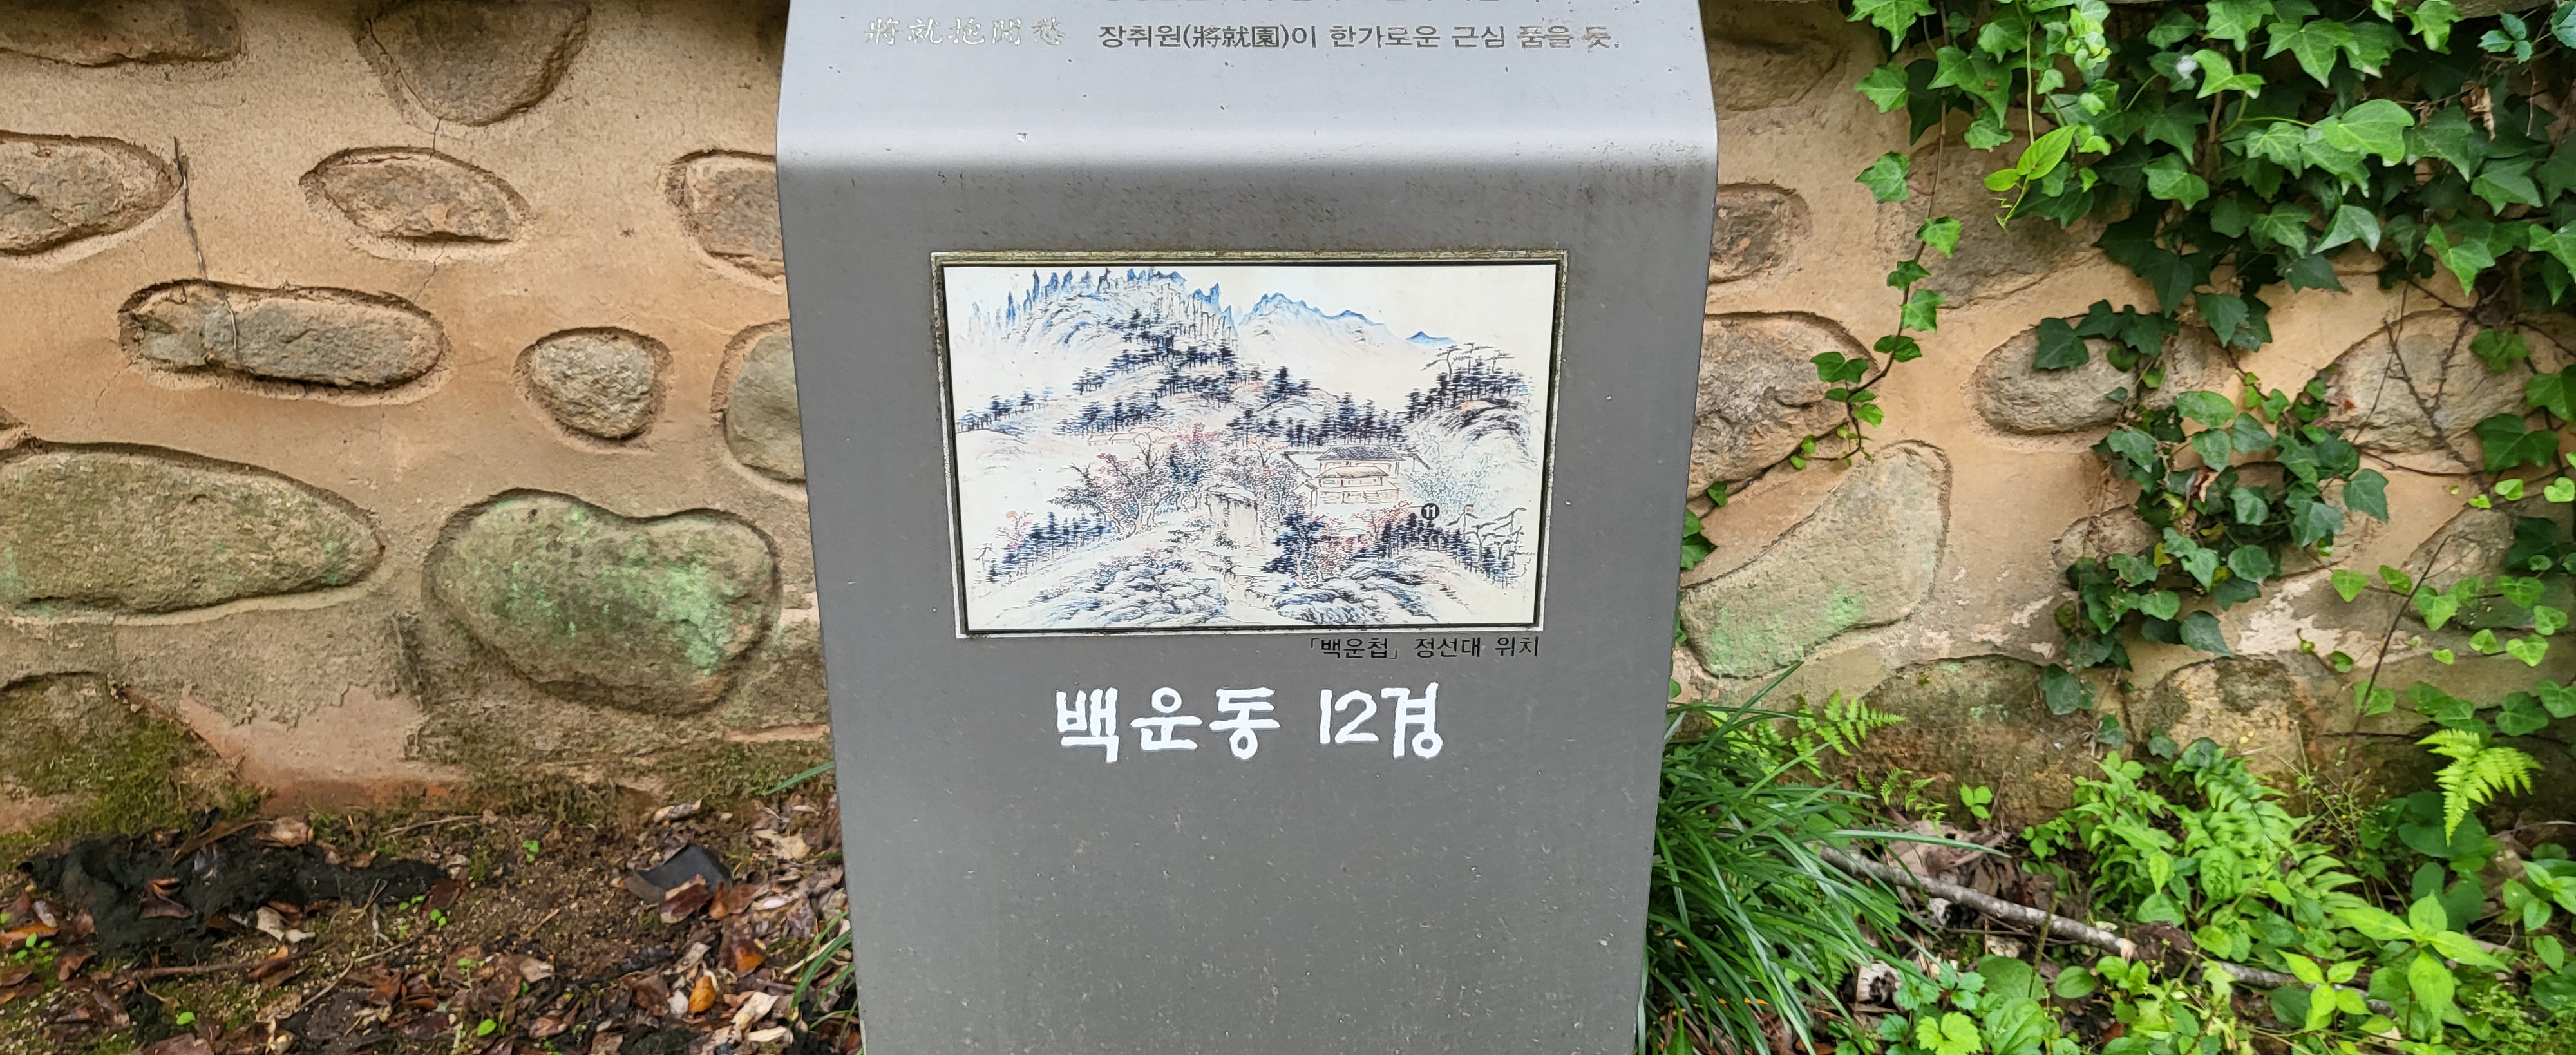 將就抱閒愁 장취원(將就園)이 한가로운 근심 품을 듯.
11
「백운첩」 정선대 위치
백운동 12경